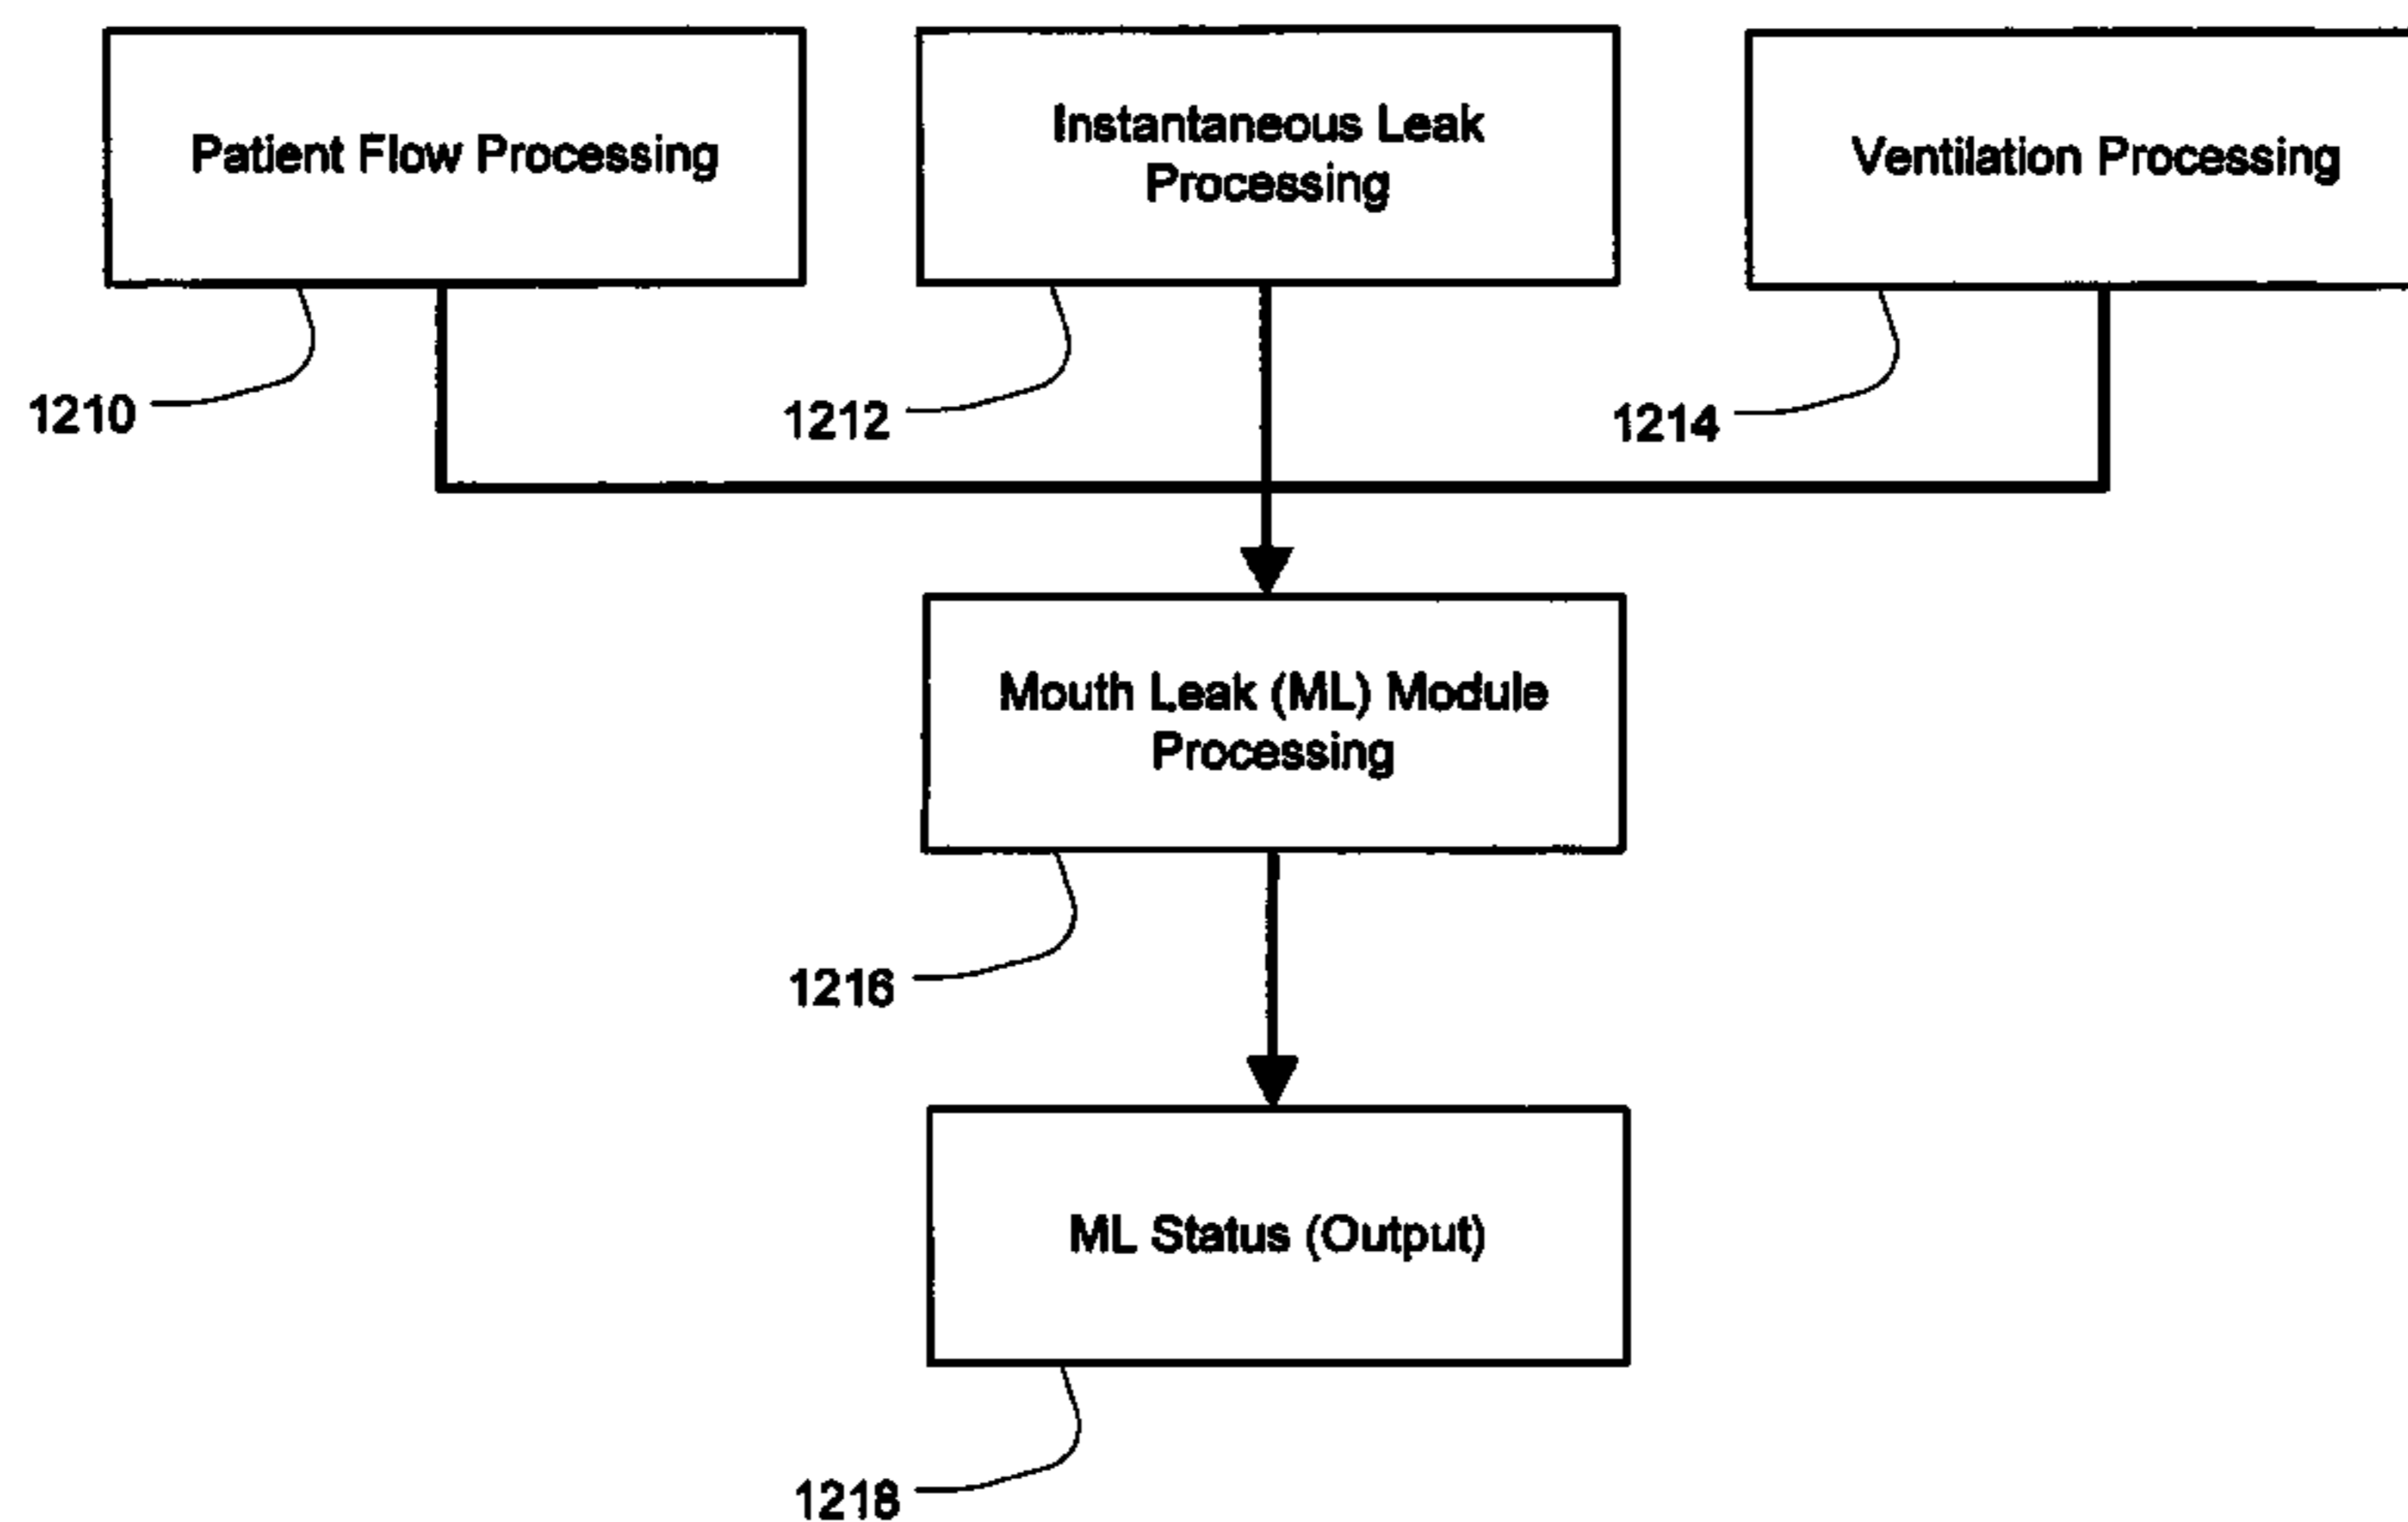 Patient Flow Processing
Instantaneous Leak
Processing
Ventilation Processing
1210
1212
1214
Mouth Leak (ML) Module
Processing
1216
ML Status (Output)
1218